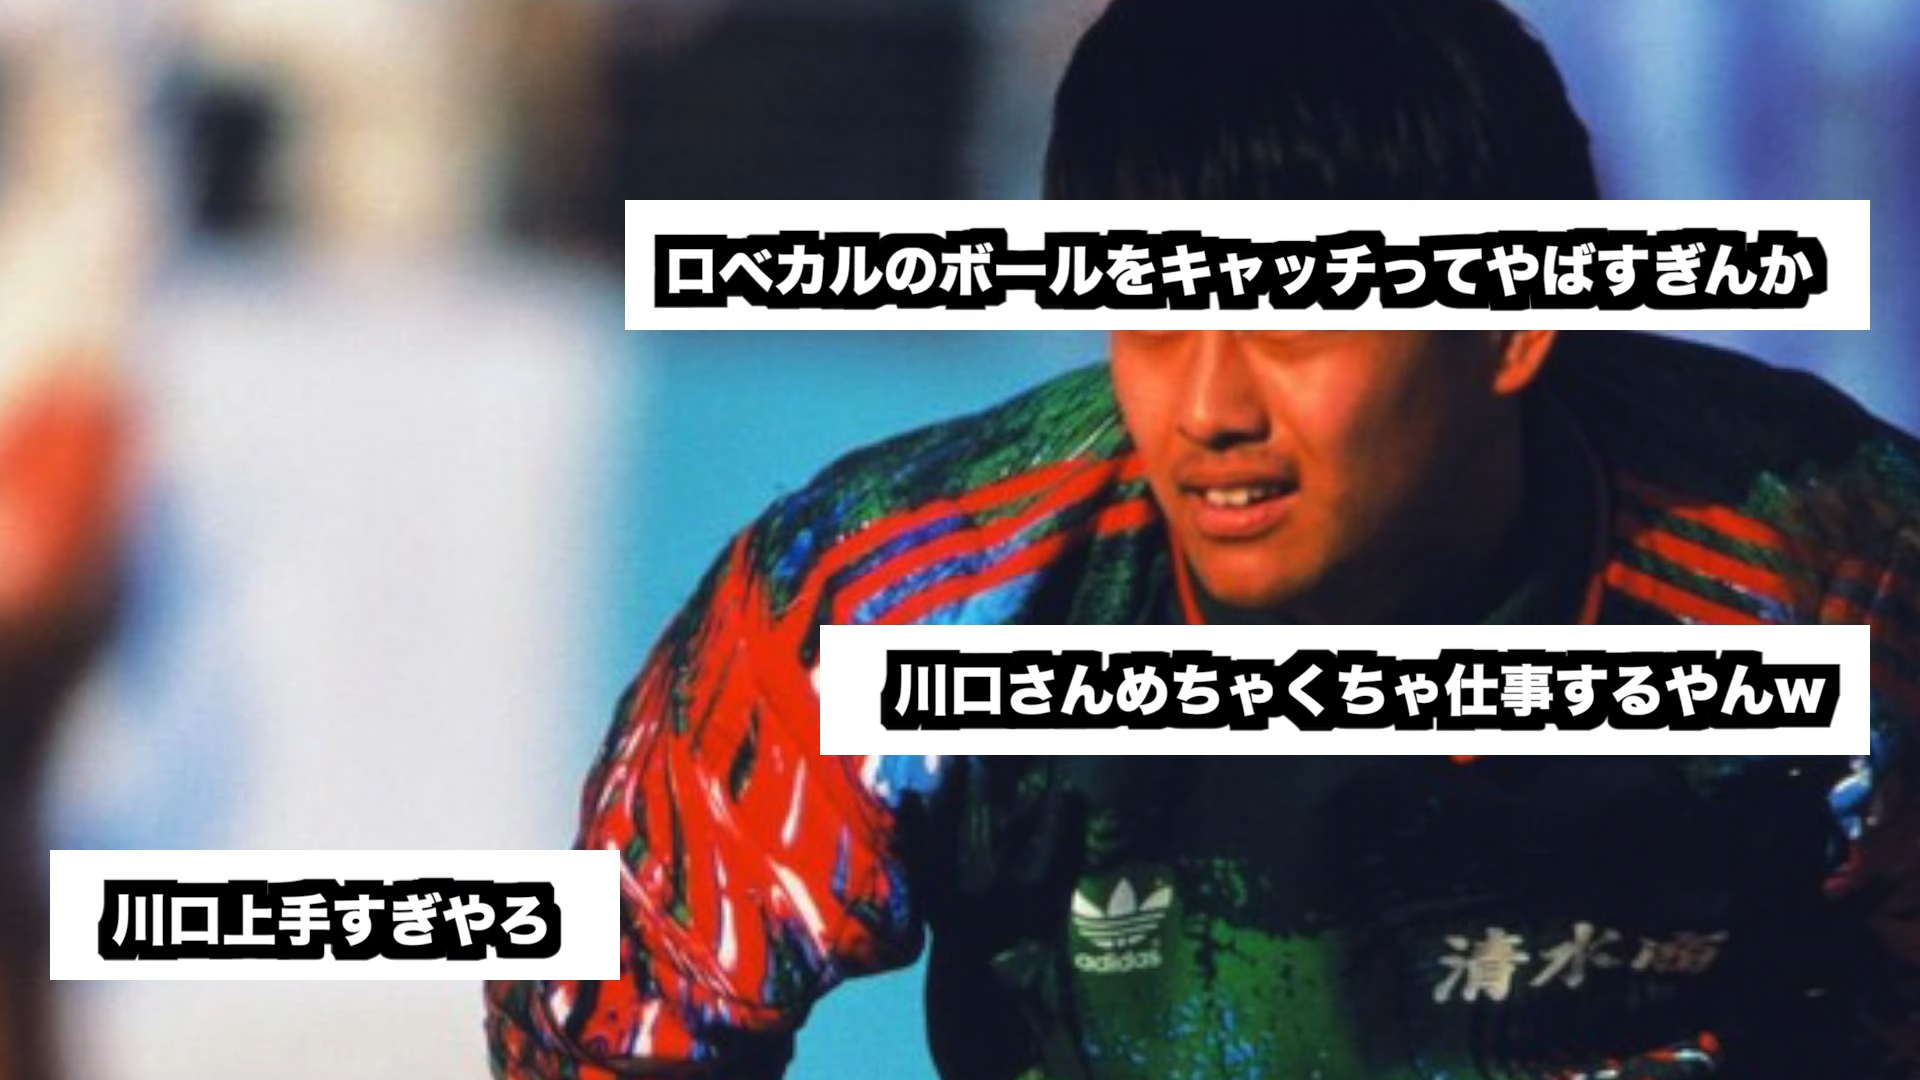 ロベカルのボールをキャッチってやばすぎんか
川口さんめちゃくちゃ仕事するやんw
川口上手すぎやろ
adidas
清水西